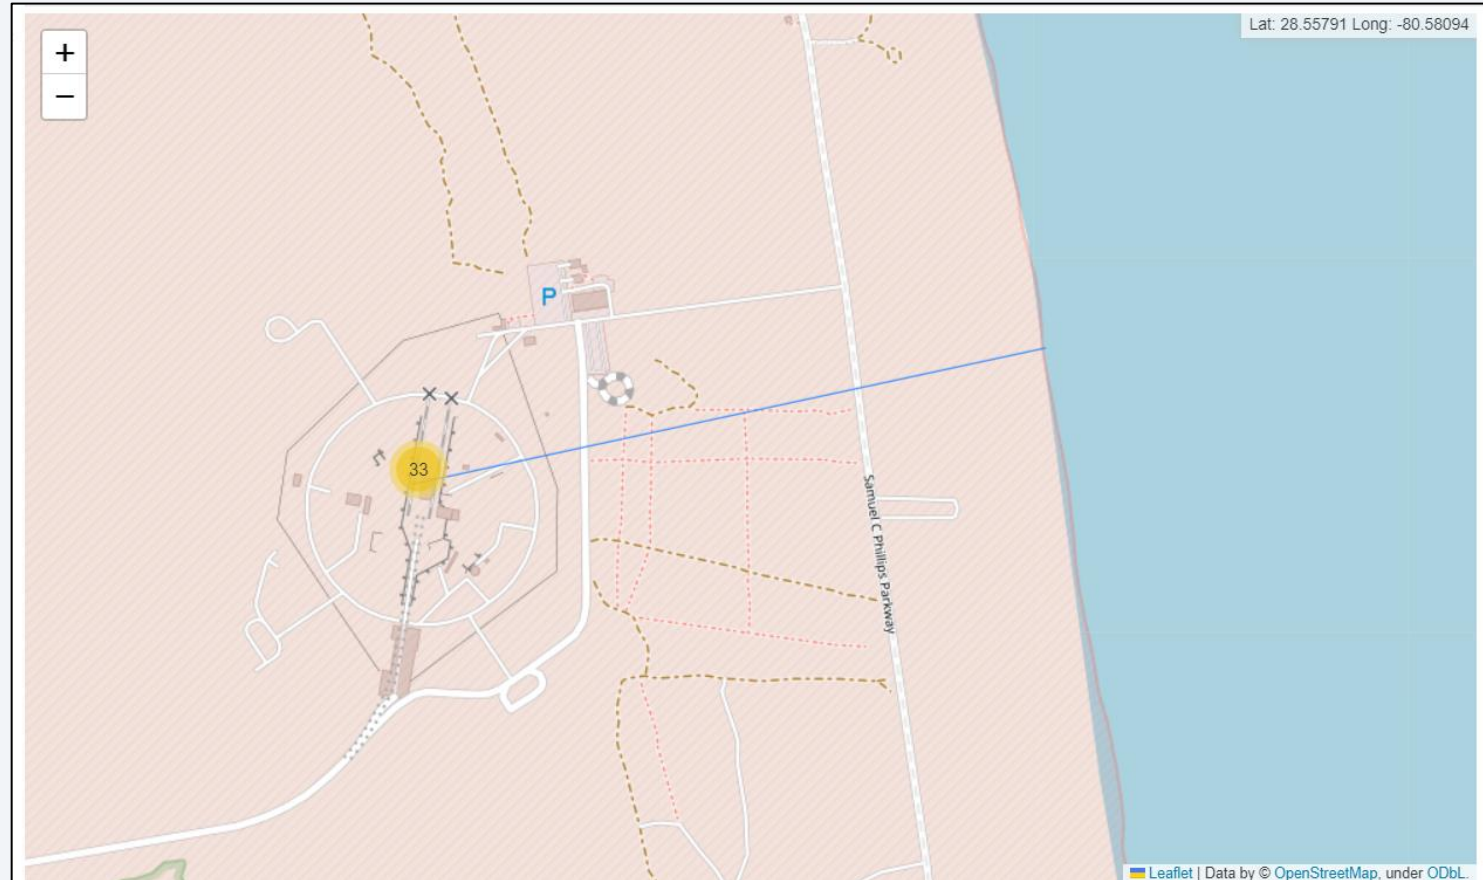 +
−
Lat: 28.55791 Long: -80.58094
P
33
Samuel C Phillips Parkway
Leaflet | Data by © OpenStreetMap, under ODbL.